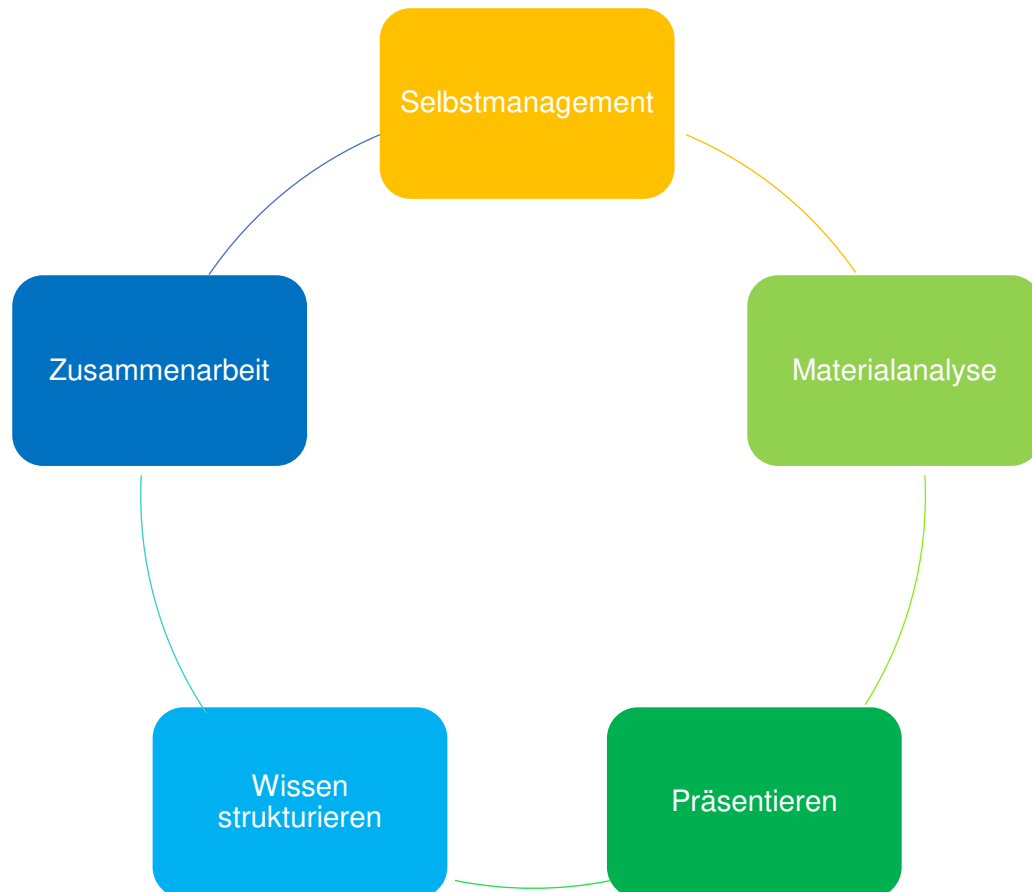 Selbstmanagement
Zusammenarbeit
Materialanalyse
Wissen
strukturieren
Präsentieren